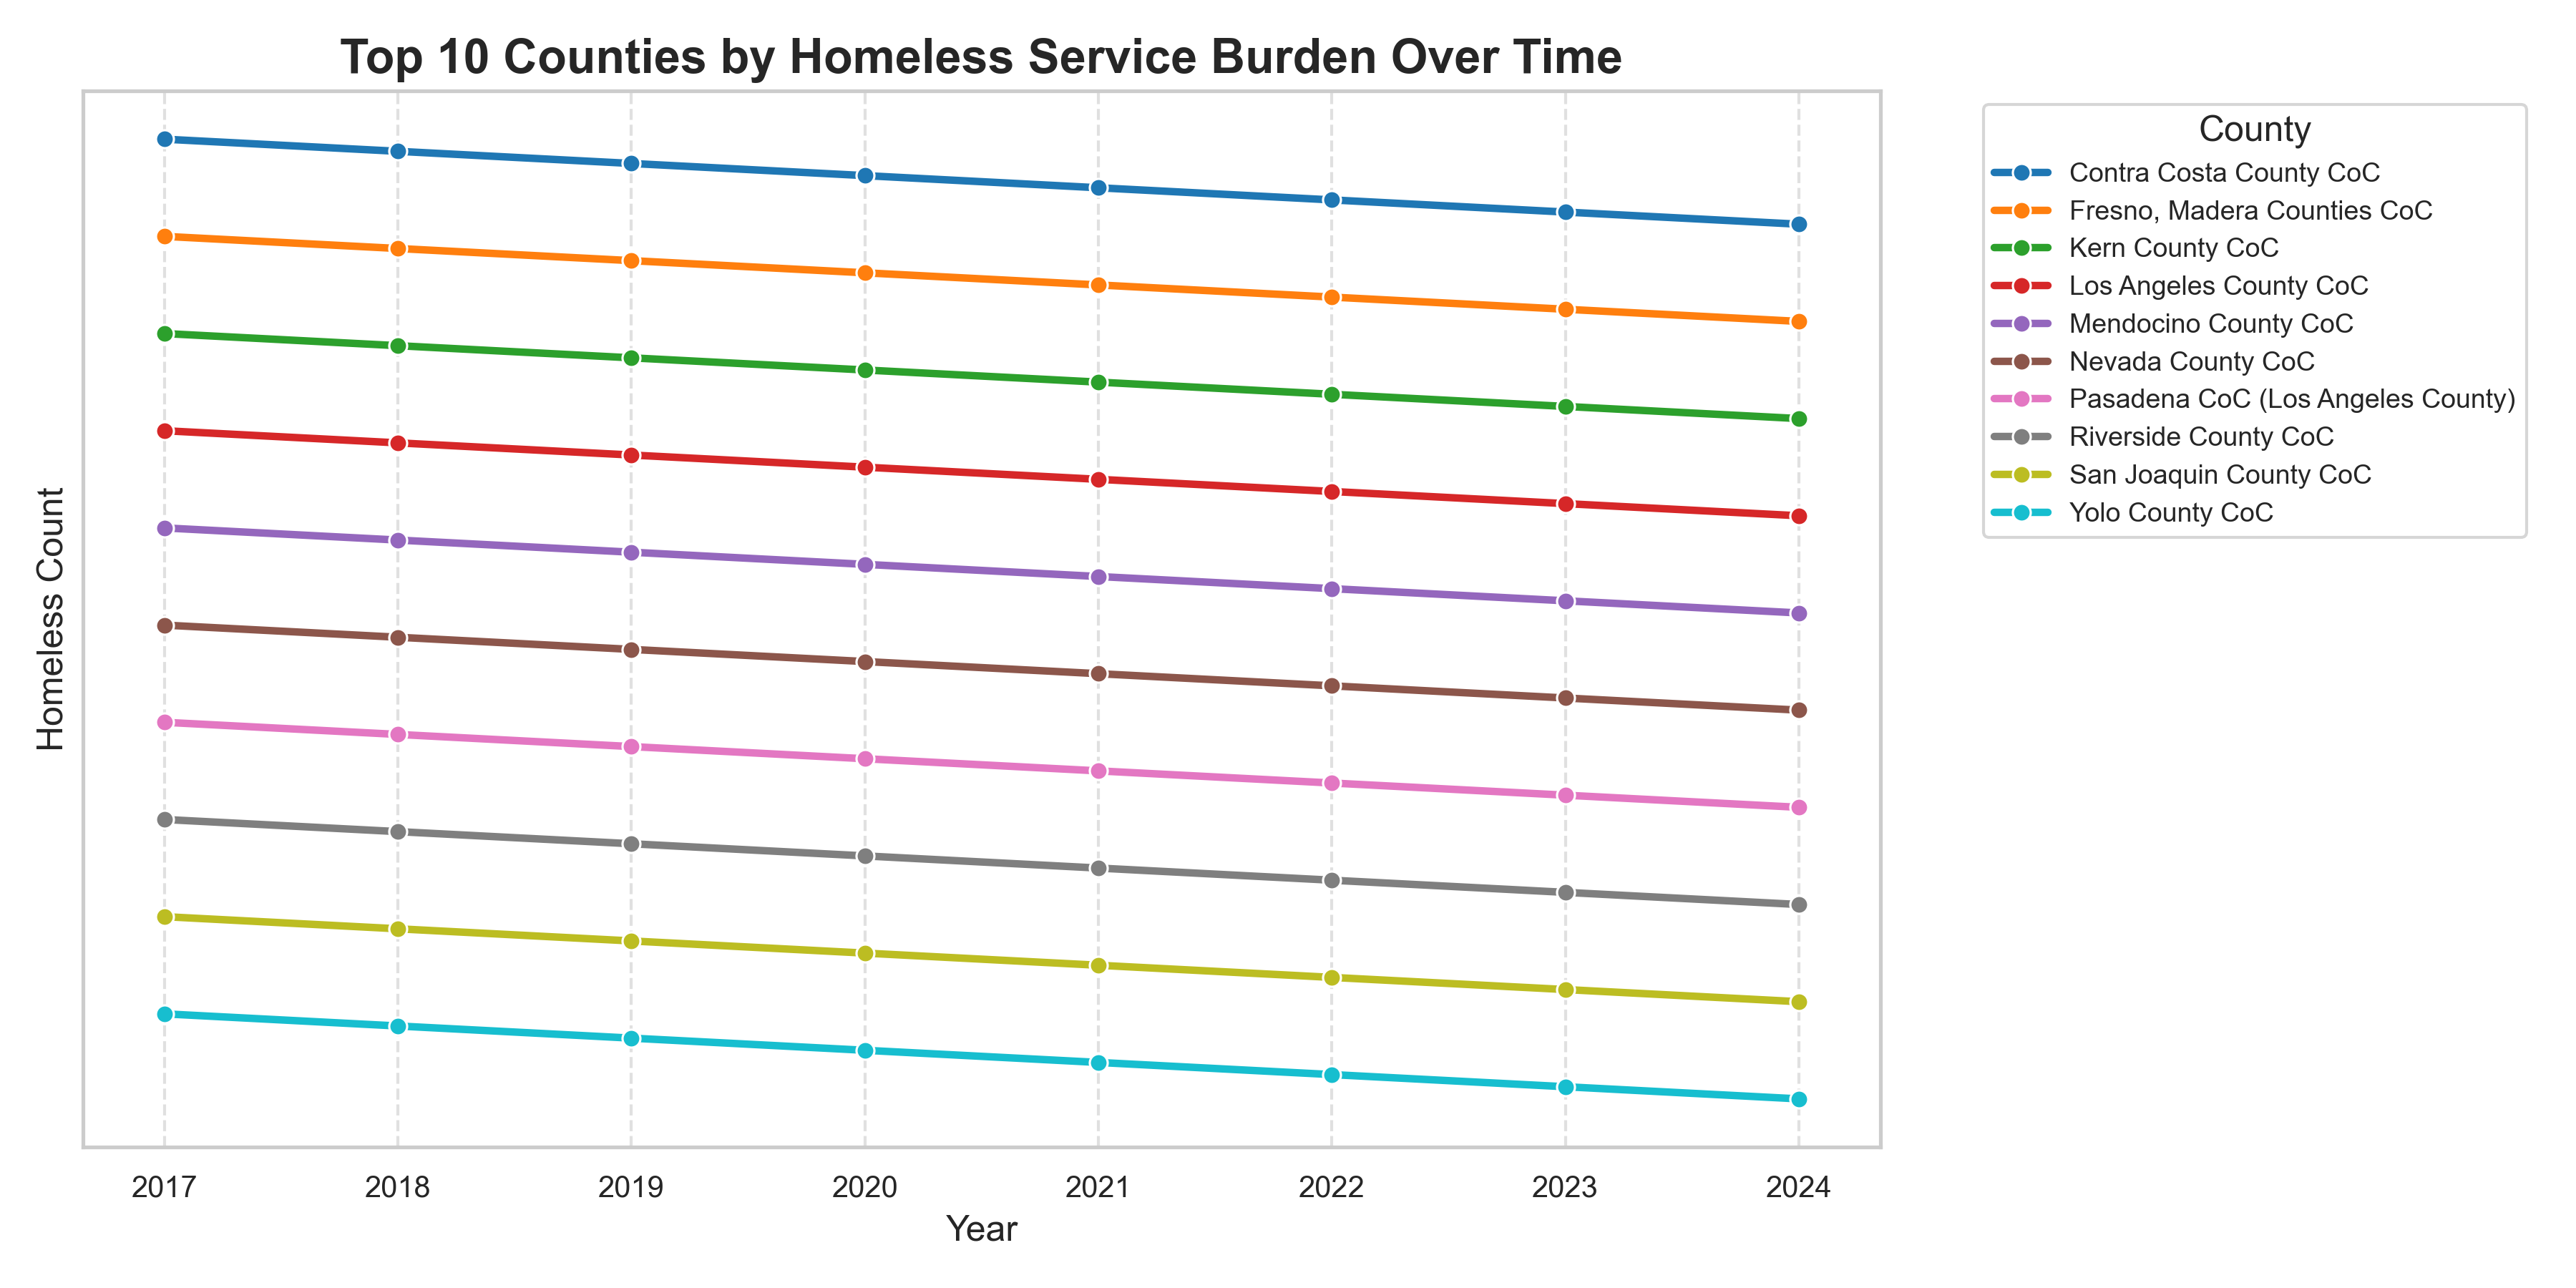 Top 10 Counties by Homeless Service Burden Over Time
Homeless Count
2017
2018
2019
2020
2021
2022
2023
2024
Year
County
Contra Costa County CoC
Fresno, Madera Counties CoC
Kern County CoC
Los Angeles County CoC
Mendocino County CoC
Nevada County CoC
Pasadena CoC (Los Angeles County)
Riverside County CoC
San Joaquin County CoC
Yolo County CoC